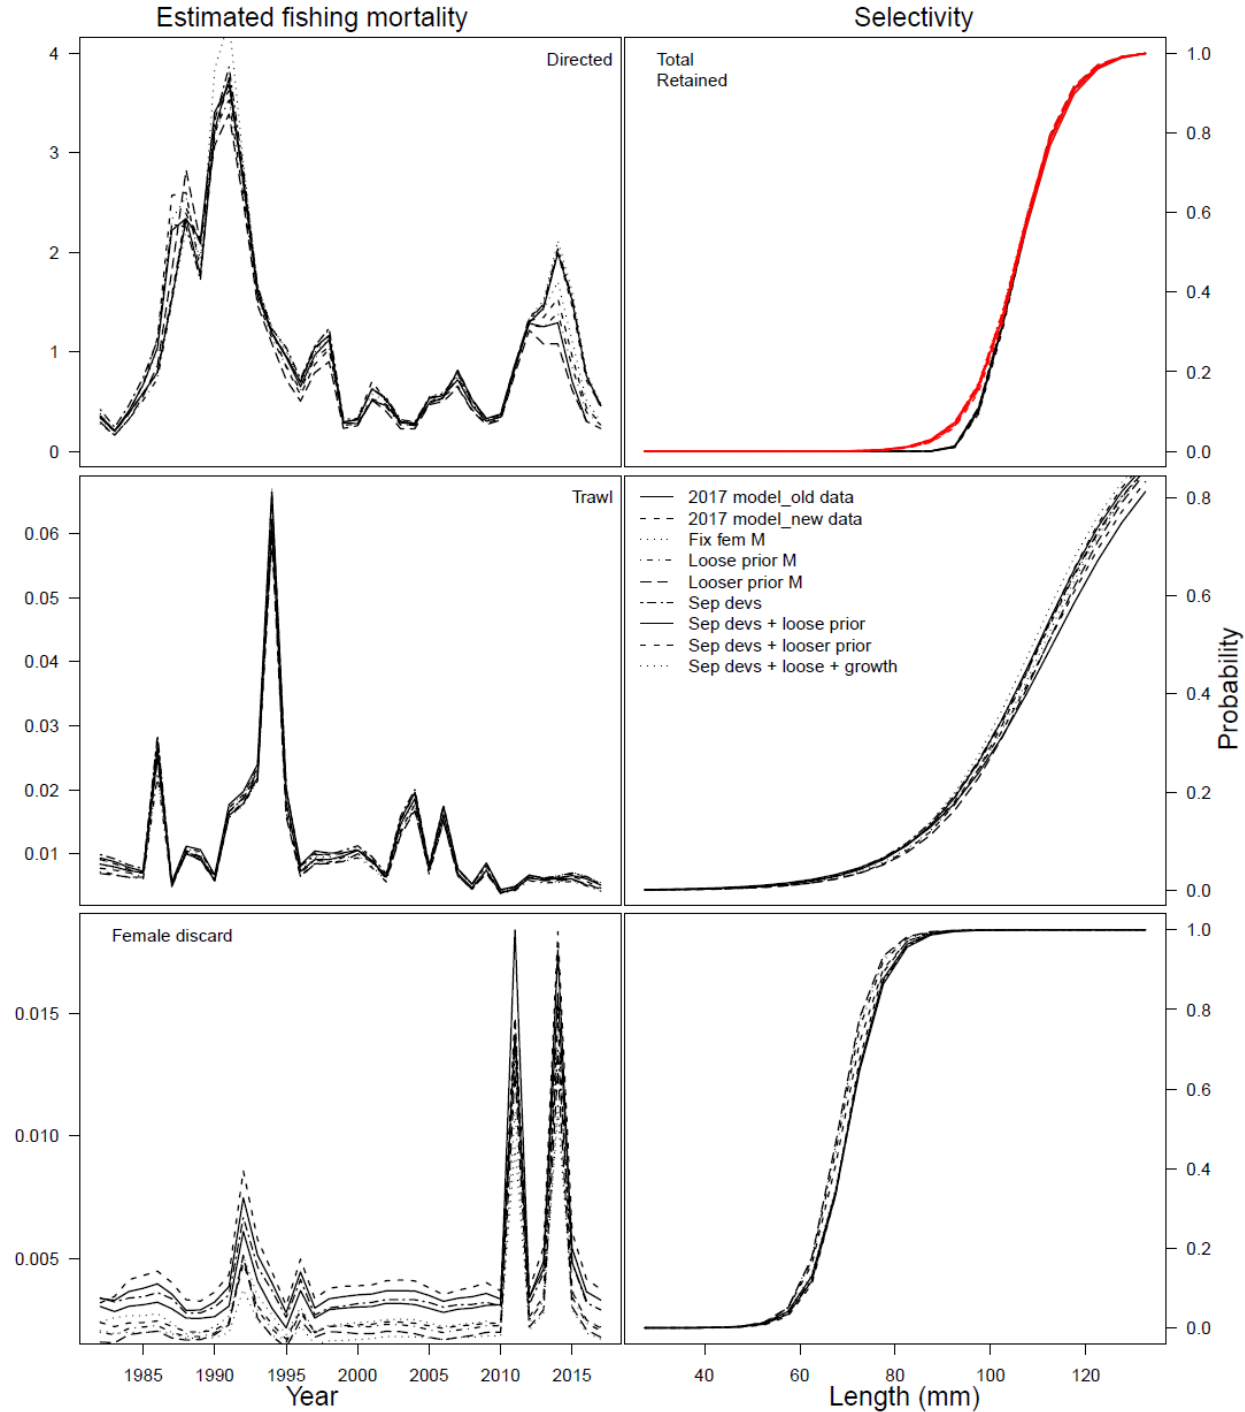 Estimated fishing mortality
Selectivity
Directed
4
3
2
1
0
Total
Retained
1.0
0.8
0.6
0.4
0.2
0.0
Trawl
0.06
0.05
0.04
0.03
0.02
0.01
2017 model_old data
2017 model_new data
Fix fem M
Loose prior M
Looser prior M
Sep devs
Sep devs + loose prior
Sep devs + looser prior
Sep devs + loose + growth
0.8
0.6
0.4
0.2
0.0
Probability
Female discard
0.015
0.010
0.005
1.0
0.8
0.6
0.4
0.2
0.0
1985 1990 1995 2000 2005 2010 2015
Year
40 60 80 100 120
Length (mm)